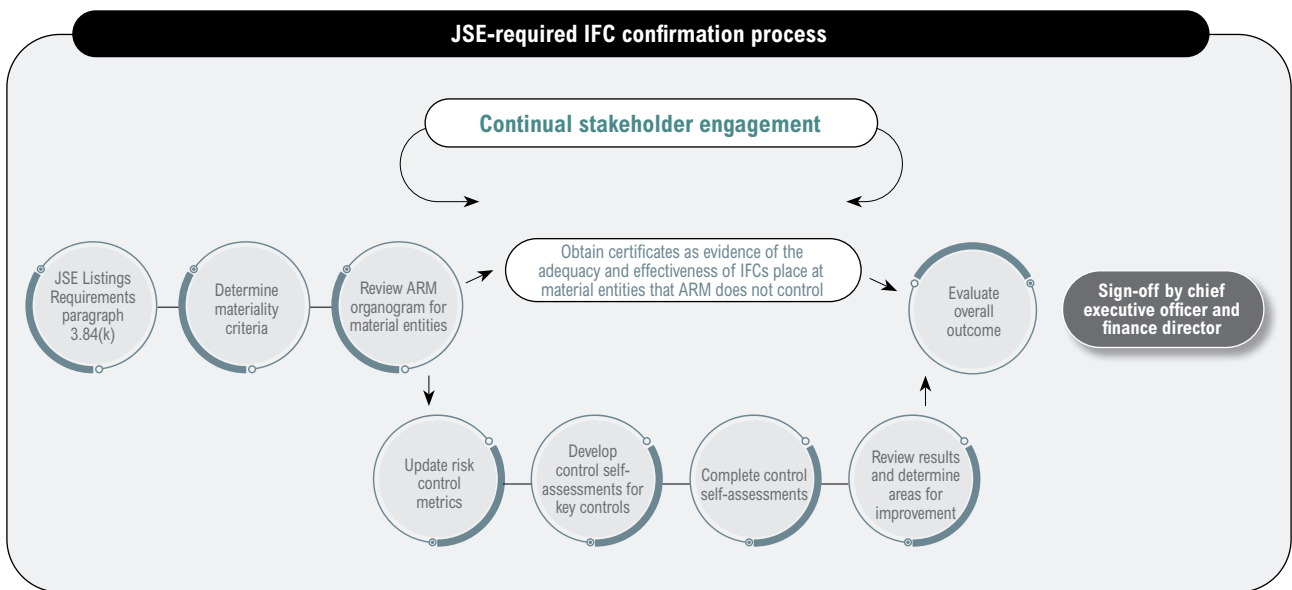 JSE-required IFC confirmation process
Continual stakeholder engagement
JSE Listings
Requirements
paragraph
3.84(k)
Determine
materiality
criteria
Review ARM
organogram for
material entities
Obtain certificates as evidence of the
adequacy and effectiveness of IFCs place at
material entities that ARM does not control
Evaluate
overall
outcome
Sign-off by chief
executive officer and
finance director
Update risk
control
metrics
Develop
control self-
assessments for
key controls
Complete control
self-assessments
Review results
and determine
areas for
improvement